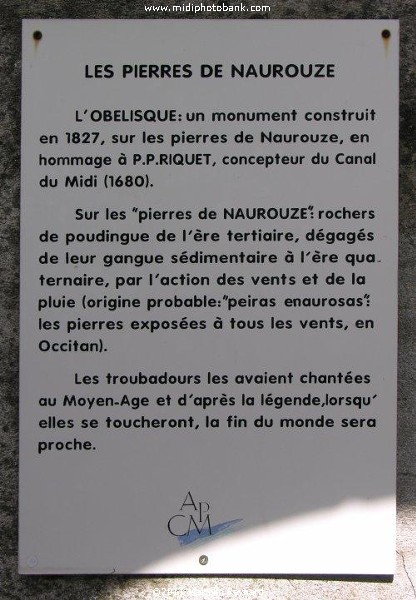 www.midiphotobank.com
LES PIERRES DE NAUROUZE
L'OBELISQUE: un monument construit
en 1827, sur les pierres de Naurouze, en
hommage à P.P.RIQUET, concepteur du Canal
du Midi (1680).
Sur les "pierres de NAUROUZE": rochers
de poudingue de l'ère tertiaire, dégagés
de leur gangue sédimentaire à l'ère qua-
ternaire, par l'action des vents et de la
pluie (origine probable: "peiras enaurosas":
les pierres exposées à tous les vents, en
Occitan).
Les troubadours les avaient chantées
au Moyen-Age et d'après la légende, lorsqu'
elles se toucheront, la fin du monde sera
proche.
AP
CM